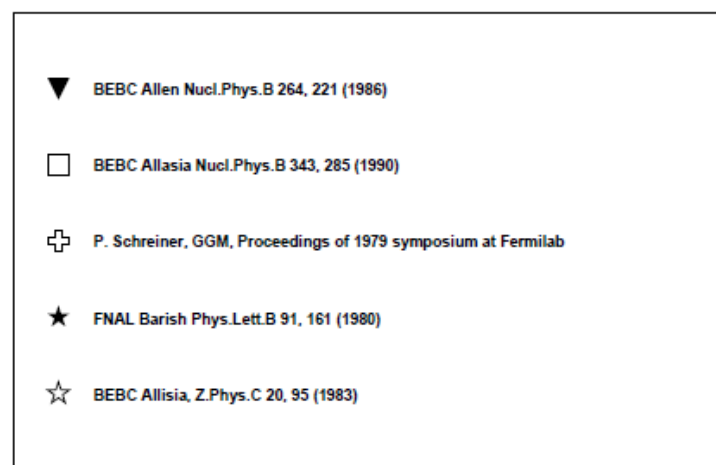 BEBC Allen Nucl.Phys.B 264, 221 (1986)
BEBC Allasia Nucl.Phys.B 343, 285 (1990)
P. Schreiner, GGM, Proceedings of 1979 symposium at Fermilab
FNAL Barish Phys.Lett.B 91, 161 (1980)
BEBC Allisia, Z.Phys.C 20, 95 (1983)